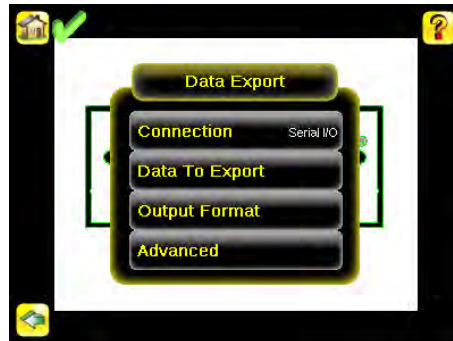 ?
Data Export
Connection Serial I/O
Data To Export
Output Format
Advanced